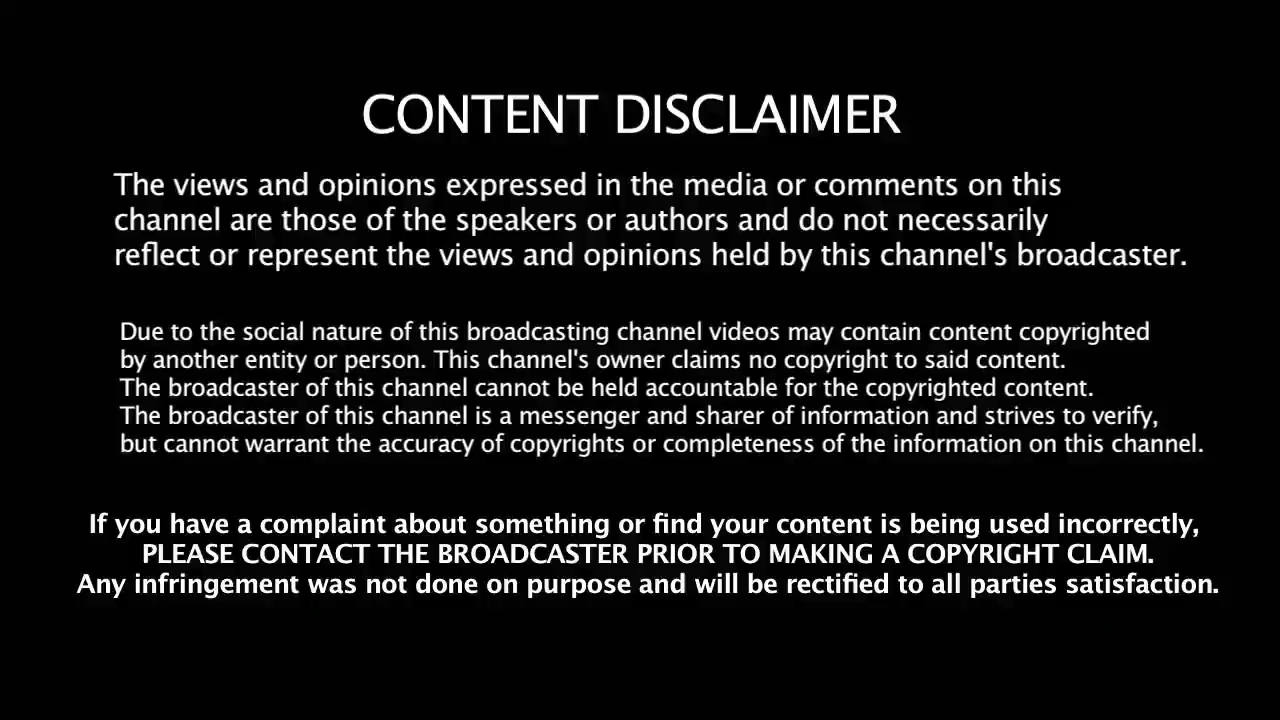 CONTENT DISCLAIMER
The views and opinions expressed in the media or comments on this
channel are those of the speakers or authors and do not necessarily
reflect or represent the views and opinions held by this channel's broadcaster.
Due to the social nature of this broadcasting channel videos may contain content copyrighted
by another entity or person. This channel's owner claims no copyright to said content.
The broadcaster of this channel cannot be held accountable for the copyrighted content.
The broadcaster of this channel is a messenger and sharer of information and strives to verify,
but cannot warrant the accuracy of copyrights or completeness of the information on this channel.
If you have a complaint about something or find your content is being used incorrectly,
PLEASE CONTACT THE BROADCASTER PRIOR TO MAKING A COPYRIGHT CLAIM.
Any infringement was not done on purpose and will be rectified to all parties satisfaction.